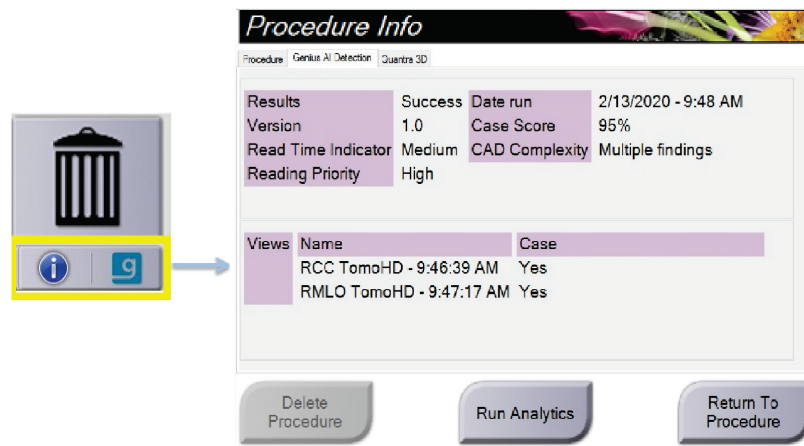 Procedure Info
Procedure Genius AI Detection Quantra 3D
Results Success Date run 2/13/2020 - 9:48 AM
Version 1.0 Case Score 95%
Read Time Indicator Medium CAD Complexity Multiple findings
Reading Priority High
i g
Views Name Case
RCC TomoHD - 9:46:39 AM Yes
RMLO TomoHD - 9:47:17 AM Yes
Delete
Procedure
Run Analytics
Return To
Procedure